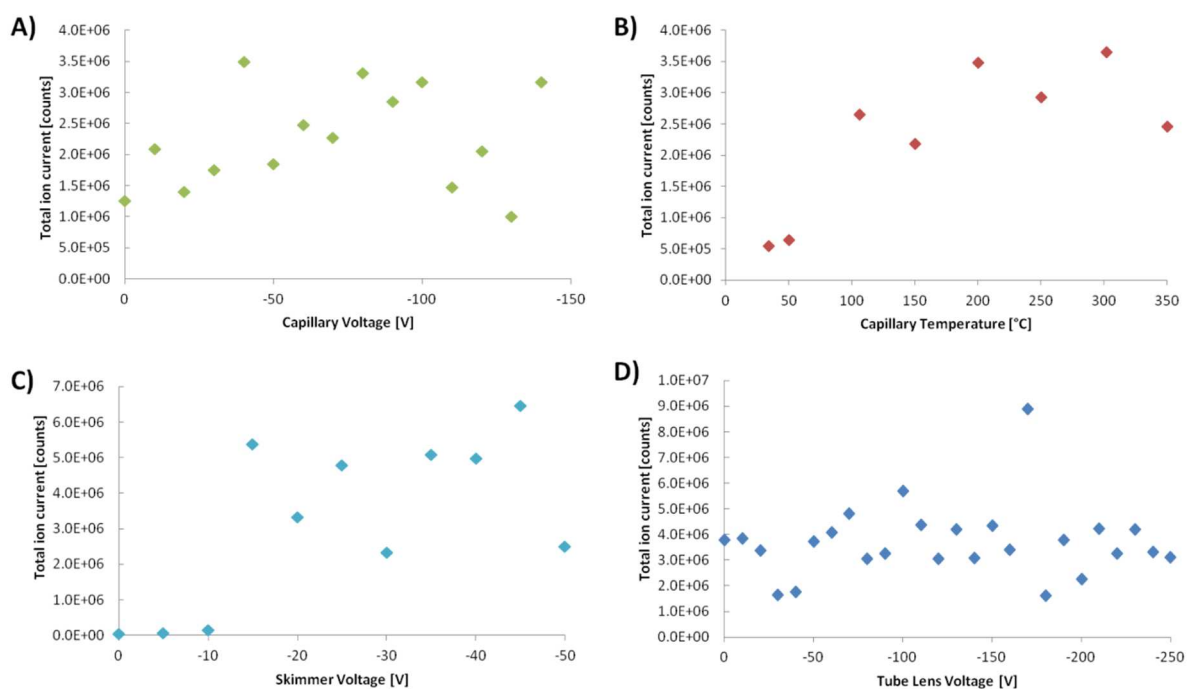 A)
Total ion current [counts]
4.0E+06
3.5E+06
3.0E+06
2.5E+06
2.0E+06
1.5E+06
1.0E+06
5.0E+05
0.0E+00
0 -50 -100 -150
Capillary Voltage [V]
B)
Total ion current [counts]
4.0E+06
3.5E+06
3.0E+06
2.5E+06
2.0E+06
1.5E+06
1.0E+06
5.0E+05
0.0E+00
0 50 100 150 200 250 300 350
Capillary Temperature [°C]
C)
Total ion current [counts]
7.0E+06
6.0E+06
5.0E+06
4.0E+06
3.0E+06
2.0E+06
1.0E+06
0.0E+00
0 -10 -20 -30 -40 -50
Skimmer Voltage [V]
D)
Total ion current [counts]
1.0E+07
9.0E+06
8.0E+06
7.0E+06
6.0E+06
5.0E+06
4.0E+06
3.0E+06
2.0E+06
1.0E+06
0.0E+00
0 -50 -100 -150 -200 -250
Tube Lens Voltage [V]